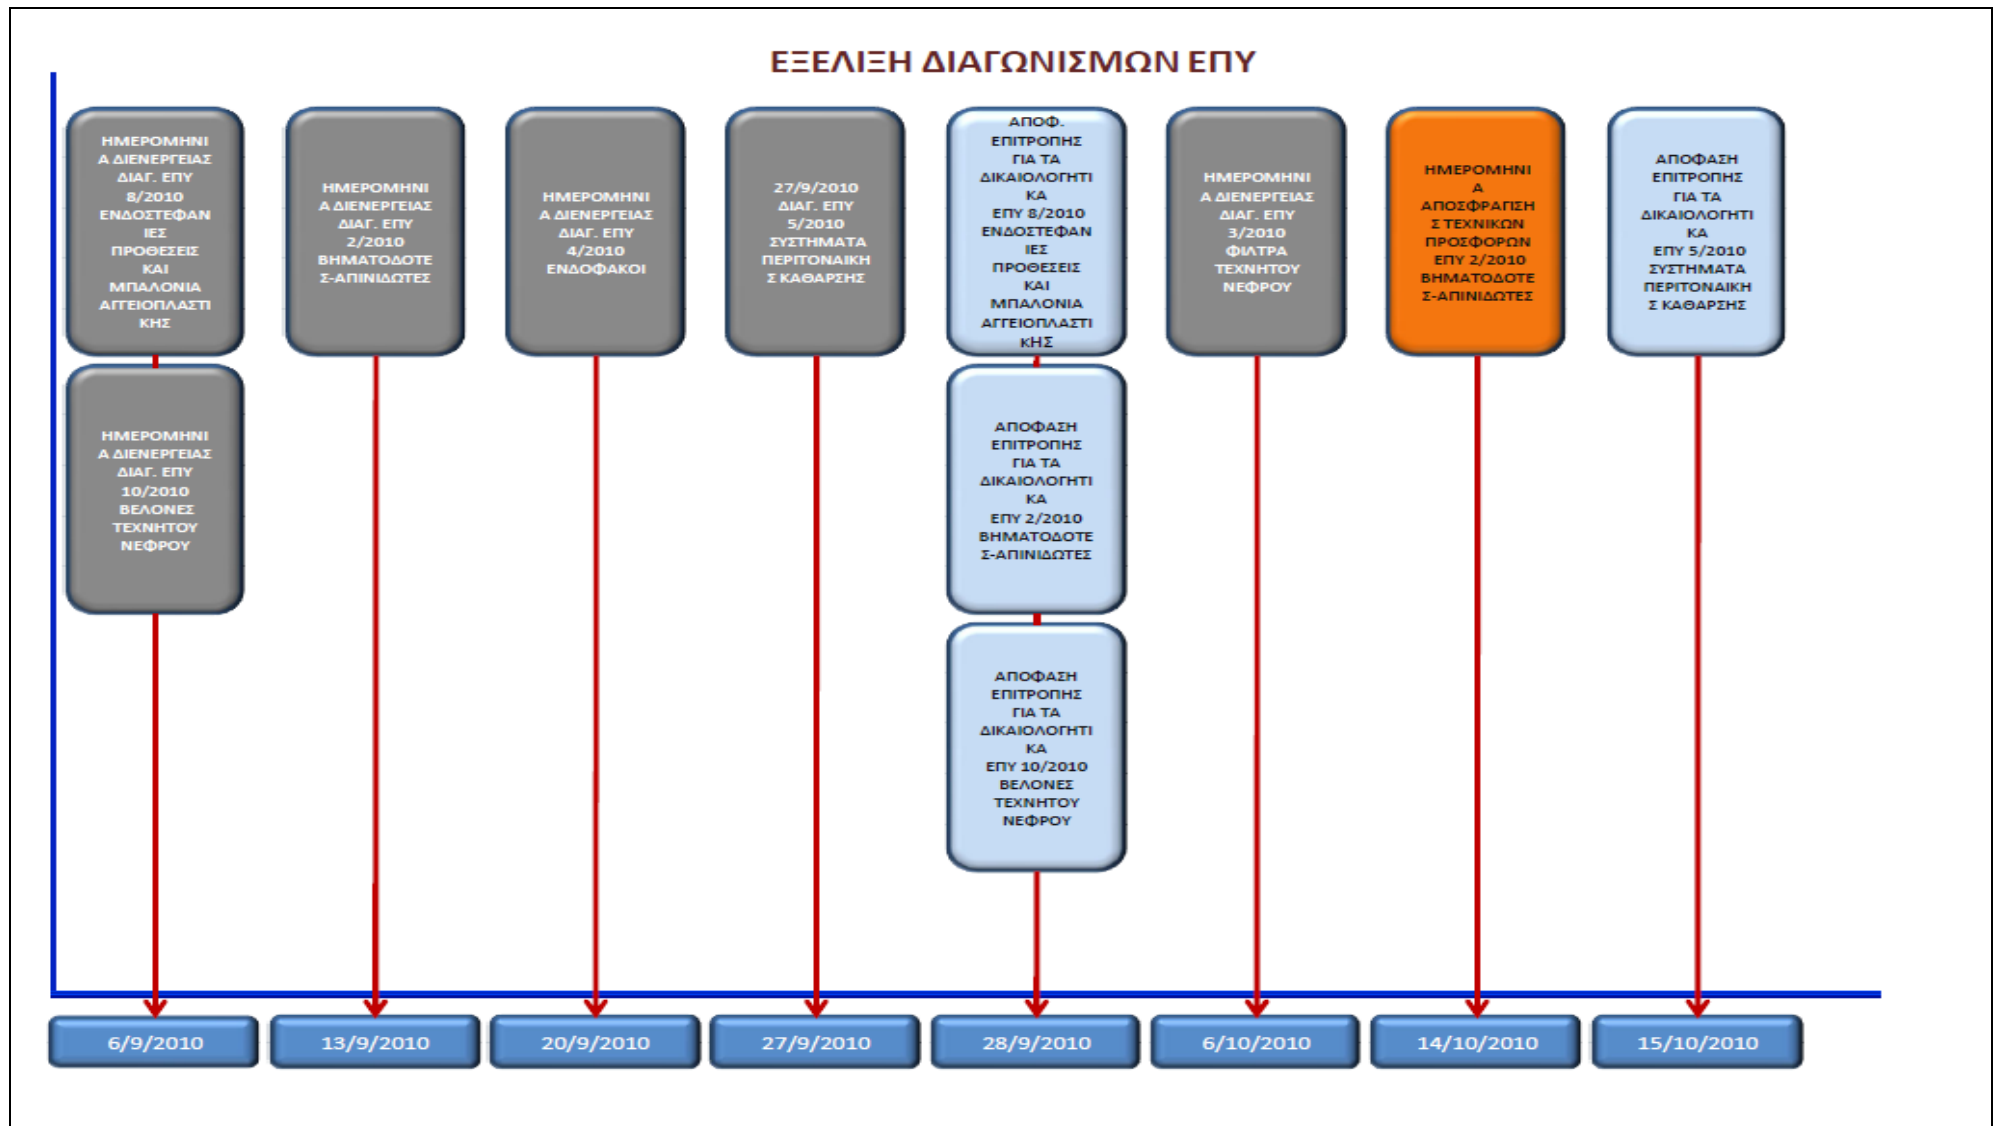 ΕΞΕΛΙΞΗ ΔΙΑΓΩΝΙΣΜΩΝ ΕΠΥ
ΗΜΕΡΟΜΗΝΙ
Α ΔΙΕΝΕΡΓΕΙΑΣ
ΔΙΑΓ. ΕΠΥ
8/2010
ΕΝΔΟΣΤΕΦΑΝ
ΙΕΣ
ΠΡΟΘΕΣΕΙΣ
ΚΑΙ
ΜΠΑΛΟΝΙΑ
ΑΓΓΕΙΟΠΛΑΣΤΙ
ΚΗΣ
ΗΜΕΡΟΜΗΝΙ
Α ΔΙΕΝΕΡΓΕΙΑΣ
ΔΙΑΓ. ΕΠΥ
10/2010
ΒΕΛΟΝΕΣ
ΤΕΧΝΗΤΟΥ
ΝΕΦΡΟΥ
ΗΜΕΡΟΜΗΝΙ
Α ΔΙΕΝΕΡΓΕΙΑΣ
ΔΙΑΓ. ΕΠΥ
2/2010
ΒΗΜΑΤΟΔΟΤΕ
Σ-ΑΠΙΝΙΔΩΤΕΣ
ΗΜΕΡΟΜΗΝΙ
Α ΔΙΕΝΕΡΓΕΙΑΣ
ΔΙΑΓ. ΕΠΥ
4/2010
ΕΝΔΟΦΑΚΟΙ
27/9/2010
ΔΙΑΓ. ΕΠΥ
5/2010
ΣΥΣΤΗΜΑΤΑ
ΠΕΡΙΤΟΝΑΙΚΗ
Σ ΚΑΘΑΡΣΗΣ
ΑΠΟΦ.
ΕΠΙΤΡΟΠΗΣ
ΓΙΑ ΤΑ
ΔΙΚΑΙΟΛΟΓΗΤΙ
ΚΑ
ΕΠΥ 8/2010
ΕΝΔΟΣΤΕΦΑΝ
ΙΕΣ
ΠΡΟΘΕΣΕΙΣ
ΚΑΙ
ΜΠΑΛΟΝΙΑ
ΑΓΓΕΙΟΠΛΑΣΤΙ
κΗΣ
ΑΠΟΦΑΣΗ
ΕΠΙΤΡΟΠΗΣ
ΓΙΑ ΤΑ
ΔΙΚΑΙΟΛΟΓΗΤΙ
ΚΑ
ΕΠΥ 2/2010
ΒΗΜΑΤΟΔΟΤΕ
Σ-ΑΠΙΝΙΔΩΤΕΣ
ΑΠΟΦΑΣΗ
ΕΠΙΤΡΟΠΗΣ
ΓΙΑ ΤΑ
ΔΙΚΑΙΟΛΟΓΗΤΙ
ΚΑ
ΕΠΥ 10/2010
ΒΕΛΟΝΕΣ
ΤΕΧΝΗΤΟΥ
ΝΕΦΡΟΥ
ΗΜΕΡΟΜΗΝΙ
Α ΔΙΕΝΕΡΓΕΙΑΣ
ΔΙΑΓ. ΕΠΥ
3/2010
ΦΙΛΤΡΑ
ΤΕΧΝΗΤΟΥ
ΝΕΦΡΟΥ
ΗΜΕΡΟΜΗΝΙ
Α
ΑΠΟΣΦΡΑΓΙΣΗ
Σ ΤΕΧΝΙΚΩΝ
ΠΡΟΣΦΟΡΩΝ
ΕΠΥ 2/2010
ΒΗΜΑΤΟΔΟΤΕ
Σ-ΑΠΙΝΙΔΩΤΕΣ
ΑΠΟΦΑΣΗ
ΕΠΙΤΡΟΠΗΣ
ΓΙΑ ΤΑ
ΔΙΚΑΙΟΛΟΓΗΤΙ
ΚΑ
ΕΠΥ 5/2010
ΣΥΣΤΗΜΑΤΑ
ΠΕΡΙΤΟΝΑΙΚΗ
Σ ΚΑΘΑΡΣΗΣ
6/9/2010
13/9/2010
20/9/2010
27/9/2010
28/9/2010
6/10/2010
14/10/2010
15/10/2010